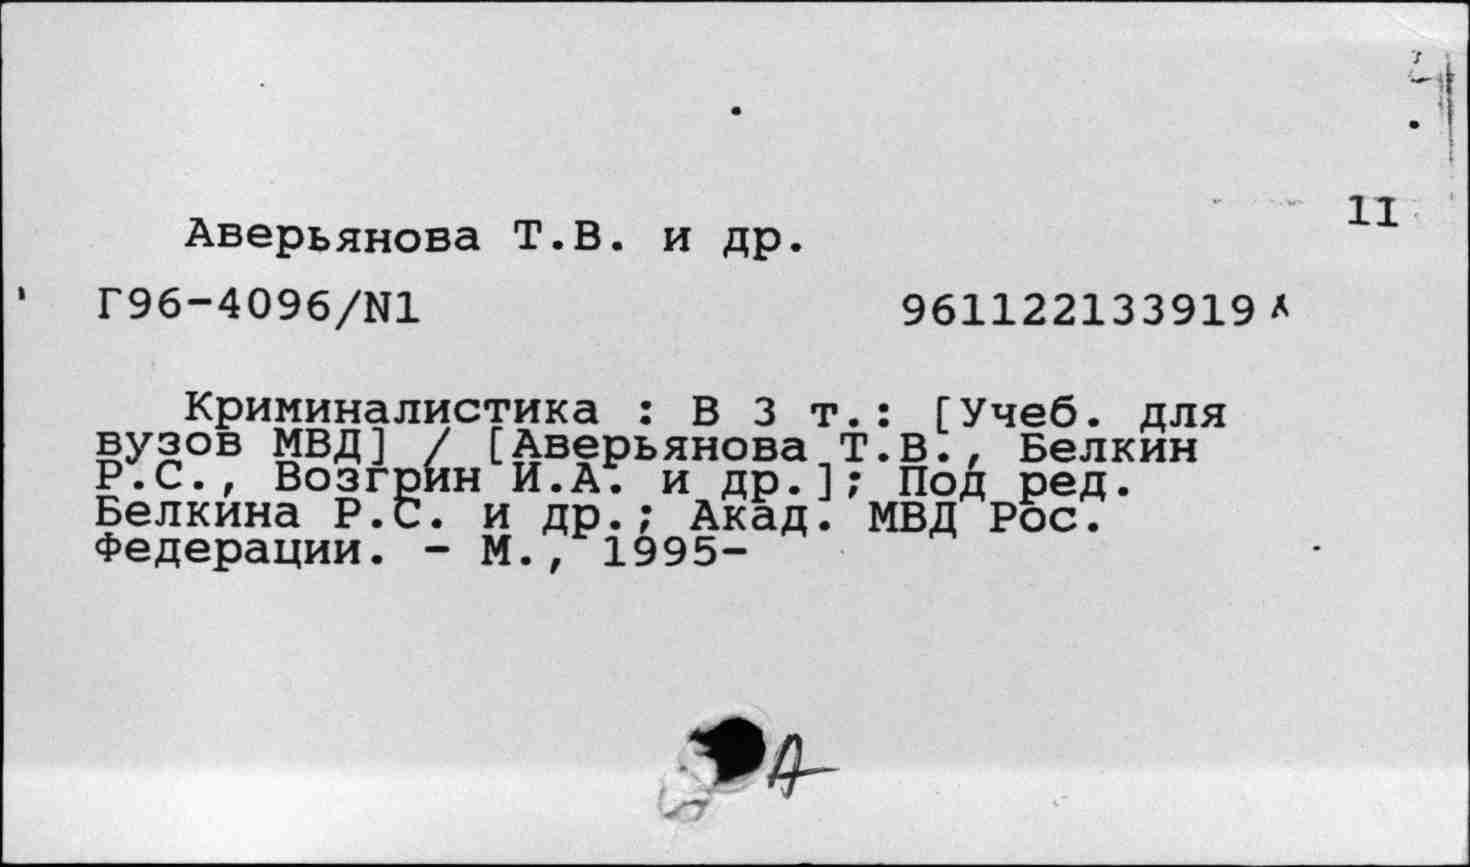 11
Аверьянова Т.В. и др.
Г96-4096/N1 961122133919
Криминалистика : В 3 т.: [Учеб. для
вузов МВД] / [Аверьянова Т.В., Белкин
Р.С., Возгрин И.А. и др.]; Под ред.
Белкина Р.С. и др.; Акад. МВД Рос.
Федерации. - М., 1995-